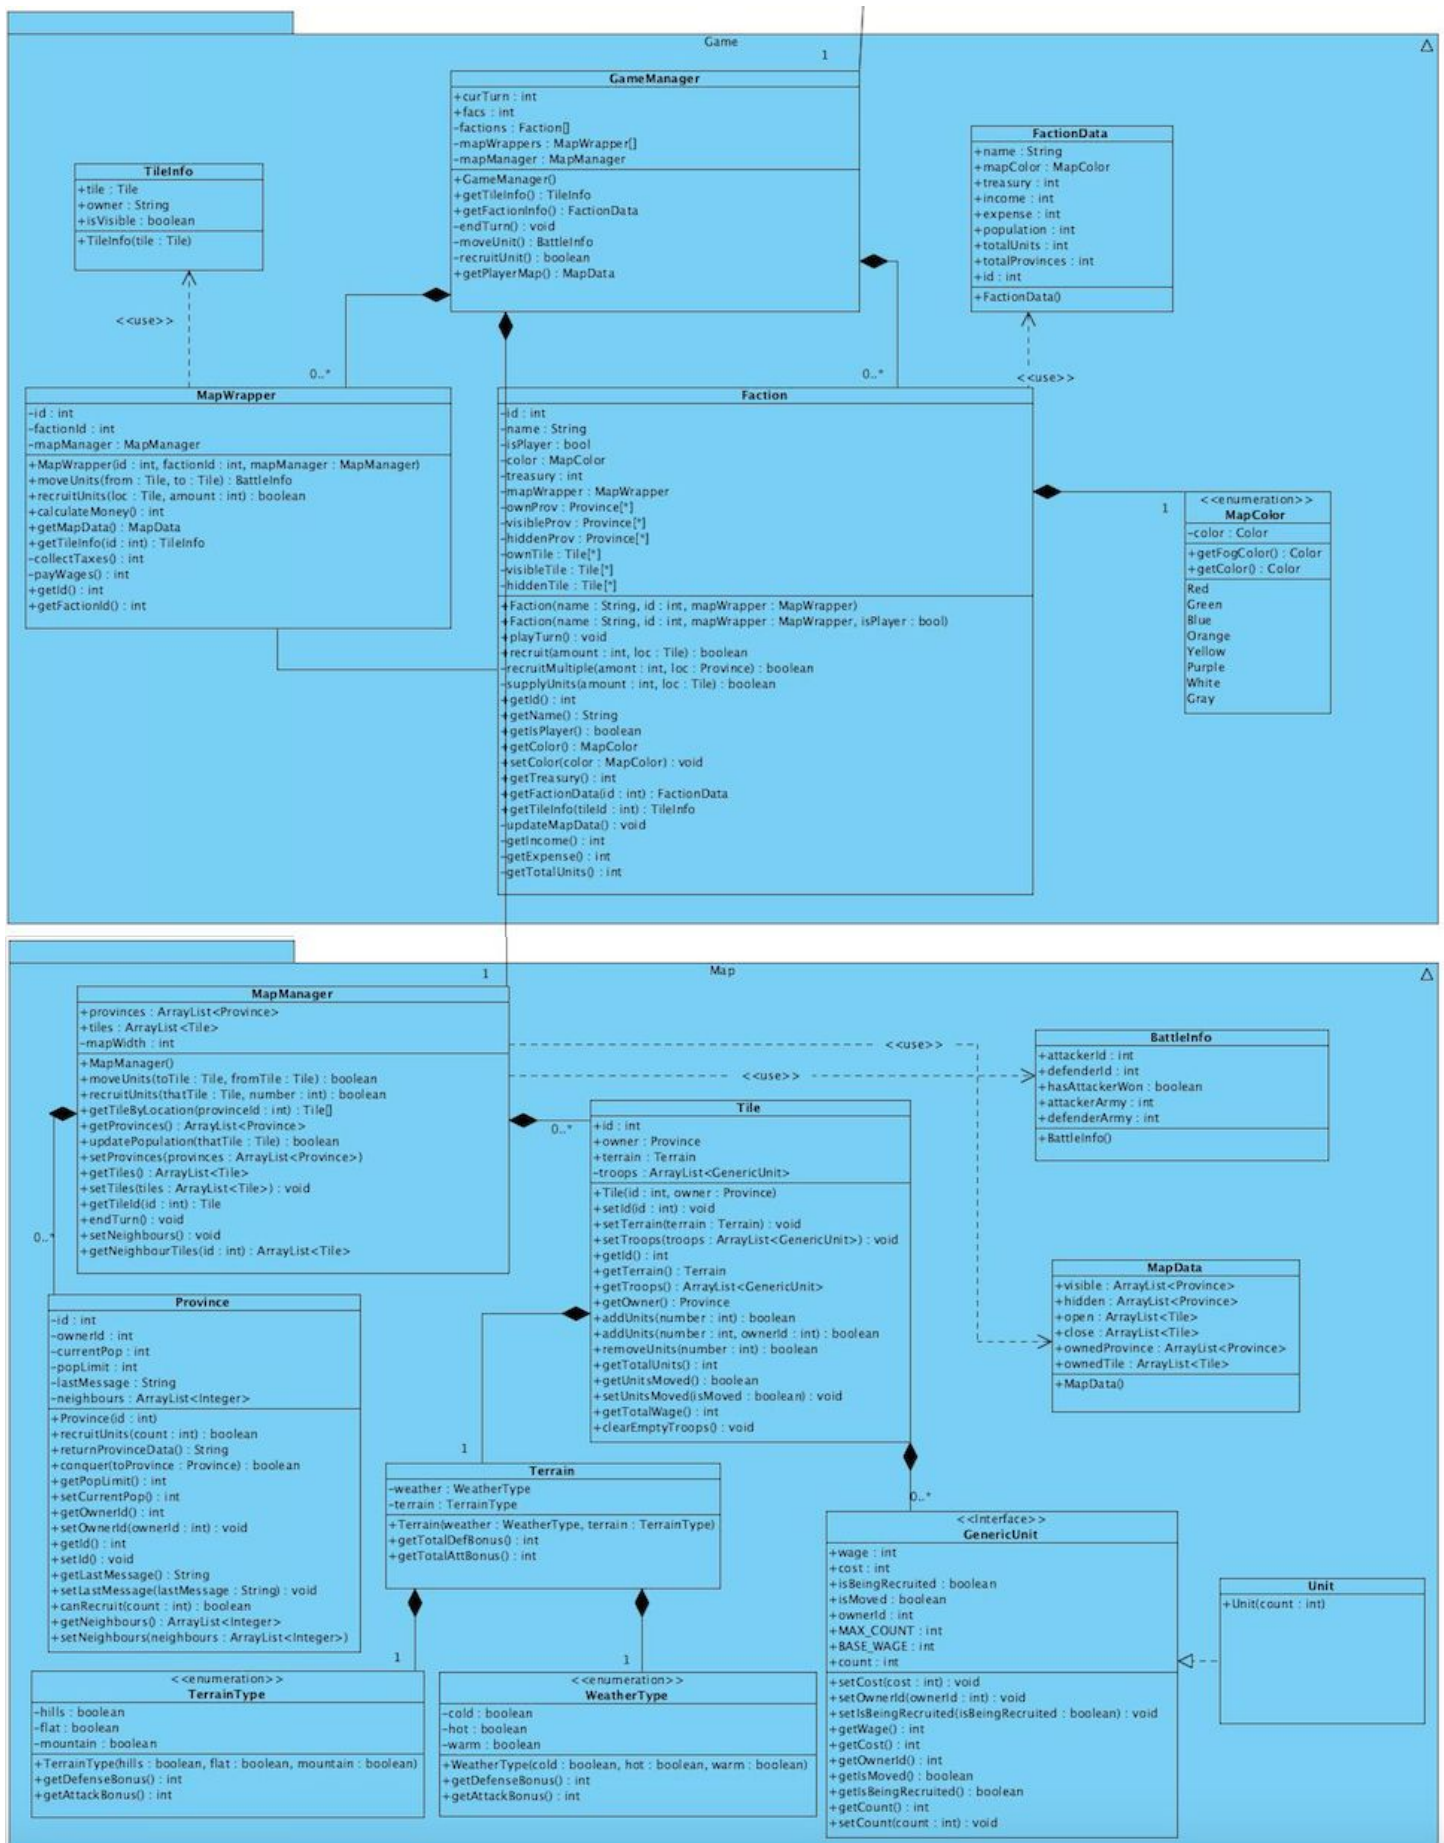 Game
1
GameManager
+curTurn : int
+facs : int
-factions : Faction[]
-mapWrappers : MapWrapper[]
-mapManager : MapManager
+GameManager()
+getTileInfo() : TileInfo
+getFactionInfo() : FactionData
-endTurn() : void
-moveUnit() : BattleInfo
-recruitUnit() : boolean
+getPlayerMap() : MapData
FactionData
+name : String
+mapColor : MapColor
+treasury : int
+income : int
+expense : int
+population : int
+totalUnits : int
+totalProvinces : int
+id : int
+FactionData()
TileInfo
+tile : Tile
+owner : String
+isVisible : boolean
+TileInfo(tile : Tile)
<<use>>
0..*
0..*
<<use>>
MapWrapper
-id : int
-factionId : int
-mapManager : MapManager
+MapWrapper(id : int, factionId : int, mapManager : MapManager)
+moveUnits(from : Tile, to : Tile) : BattleInfo
+recruitUnits(loc : Tile, amount : int) : boolean
+calculateMoney() : int
+getMapData() : MapData
+getTileInfo(id : int) : TileInfo
-collectTaxes() : int
-payWages() : int
+getId() : int
+getFactionId() : int
Faction
-id : int
-name : String
-isPlayer : bool
-color : MapColor
-treasury : int
-mapWrapper : MapWrapper
-ownProv : Province[*]
-visibleProv : Province[*]
-hiddenProv : Province[*]
-ownTile : Tile[*]
-visibleTile : Tile[*]
-hiddenTile : Tile[*]
+Faction(name : String, id : int, mapWrapper : MapWrapper)
+Faction(name : String, id : int, mapWrapper : MapWrapper, isPlayer : bool)
+playTurn() : void
+recruit(amount : int, loc : Tile) : boolean
-recruitMultiple(amont : int, loc : Province) : boolean
-supplyUnits(amount : int, loc : Tile) : boolean
+getId() : int
+getName() : String
+getIsPlayer() : boolean
+getColor() : MapColor
+setColor(color : MapColor) : void
+getTreasury() : int
+getFactionData(id : int) : FactionData
+getTileInfo(tileId : int) : TileInfo
-updateMapData() : void
-getIncome() : int
-getExpense() : int
-getTotalUnits() : int
1
<<enumeration>>
MapColor
-color : Color
+getFogColor() : Color
+getColor() : Color
Red
Green
Blue
Orange
Yellow
Purple
White
Gray
Map
1
MapManager
+provinces : ArrayList<Province>
+tiles : ArrayList<Tile>
-mapWidth : int
+MapManager()
+moveUnits(toTile : Tile, fromTile : Tile) : boolean
+recruitUnits(thatTile : Tile, number : int) : boolean
+getTileByLocation(provinceId : int) : Tile[]
+getProvinces() : ArrayList<Province>
+updatePopulation(thatTile : Tile) : boolean
+setProvinces(provinces : ArrayList<Province>)
+getTiles() : ArrayList<Tile>
+setTiles(tiles : ArrayList<Tile>) : void
+getTileId(id : int) : Tile
+endTurn() : void
+setNeighbours() : void
+getNeighbourTiles(id : int) : ArrayList<Tile>
<<use>>
<<use>>
0..*
0..*
BattleInfo
+attackerId : int
+defenderId : int
+hasAttackerWon : boolean
+attackerArmy : int
+defenderArmy : int
+BattleInfo()
Tile
+id : int
+owner : Province
+terrain : Terrain
-troops : ArrayList<GenericUnit>
+Tile(id : int, owner : Province)
+setId(id : int) : void
+setTerrain(terrain : Terrain) : void
+setTroops(troops : ArrayList<GenericUnit>) : void
+getId() : int
+getTerrain() : Terrain
+getTroops() : ArrayList<GenericUnit>
+getOwner() : Province
+addUnits(number : int) : boolean
+addUnits(number : int, ownerId : int) : boolean
+removeUnits(number : int) : boolean
+getTotalUnits() : int
+getUnitsMoved() : boolean
+setUnitsMoved(isMoved : boolean) : void
+getTotalWage() : int
+clearEmptyTroops() : void
MapData
+visible : ArrayList<Province>
+hidden : ArrayList<Province>
+open : ArrayList<Tile>
+close : ArrayList<Tile>
+ownedProvince : ArrayList<Province>
+ownedTile : ArrayList<Tile>
+MapData()
Province
-id : int
-ownerId : int
-currentPop : int
-popLimit : int
-lastMessage : String
-neighbours : ArrayList<Integer>
+Province(id : int)
+recruitUnits(count : int) : boolean
+returnProvinceData() : String
+conquer(toProvince : Province) : boolean
+getPopLimit() : int
+setCurrentPop() : int
+getOwnerId() : int
+setOwnerId(ownerId : int) : void
+getId() : int
+setId() : void
+getLastMessage() : String
+setLastMessage(lastMessage : String) : void
+canRecruit(count : int) : boolean
+getNeighbours() : ArrayList<Integer>
+setNeighbours(neighbours : ArrayList<Integer>)
1
Terrain
-weather : WeatherType
-terrain : TerrainType
+Terrain(weather : WeatherType, terrain : TerrainType)
+getTotalDefBonus() : int
+getTotalAttBonus() : int
0..*
<<Interface>>
GenericUnit
+wage : int
+cost : int
+isBeingRecruited : boolean
+isMoved : boolean
+ownerId : int
+MAX_COUNT : int
+BASE_WAGE : int
+count : int
+setCost(cost : int) : void
+setOwnerId(ownerId : int) : void
+setIsBeingRecruited(isBeingRecruited : boolean) : void
+getWage() : int
+getCost() : int
+getOwnerId() : int
+getIsMoved() : boolean
+getIsBeingRecruited() : boolean
+getCount() : int
+setCount(count : int) : void
Unit
+Unit(count : int)
1
1
<<enumeration>>
TerrainType
-hills : boolean
-flat : boolean
-mountain : boolean
+TerrainType(hills : boolean, flat : boolean, mountain : boolean)
+getDefenseBonus() : int
+getAttackBonus() : int
<<enumeration>>
WeatherType
-cold : boolean
-hot : boolean
-warm : boolean
+WeatherType(cold : boolean, hot : boolean, warm : boolean)
+getDefenseBonus() : int
+getAttackBonus() : int